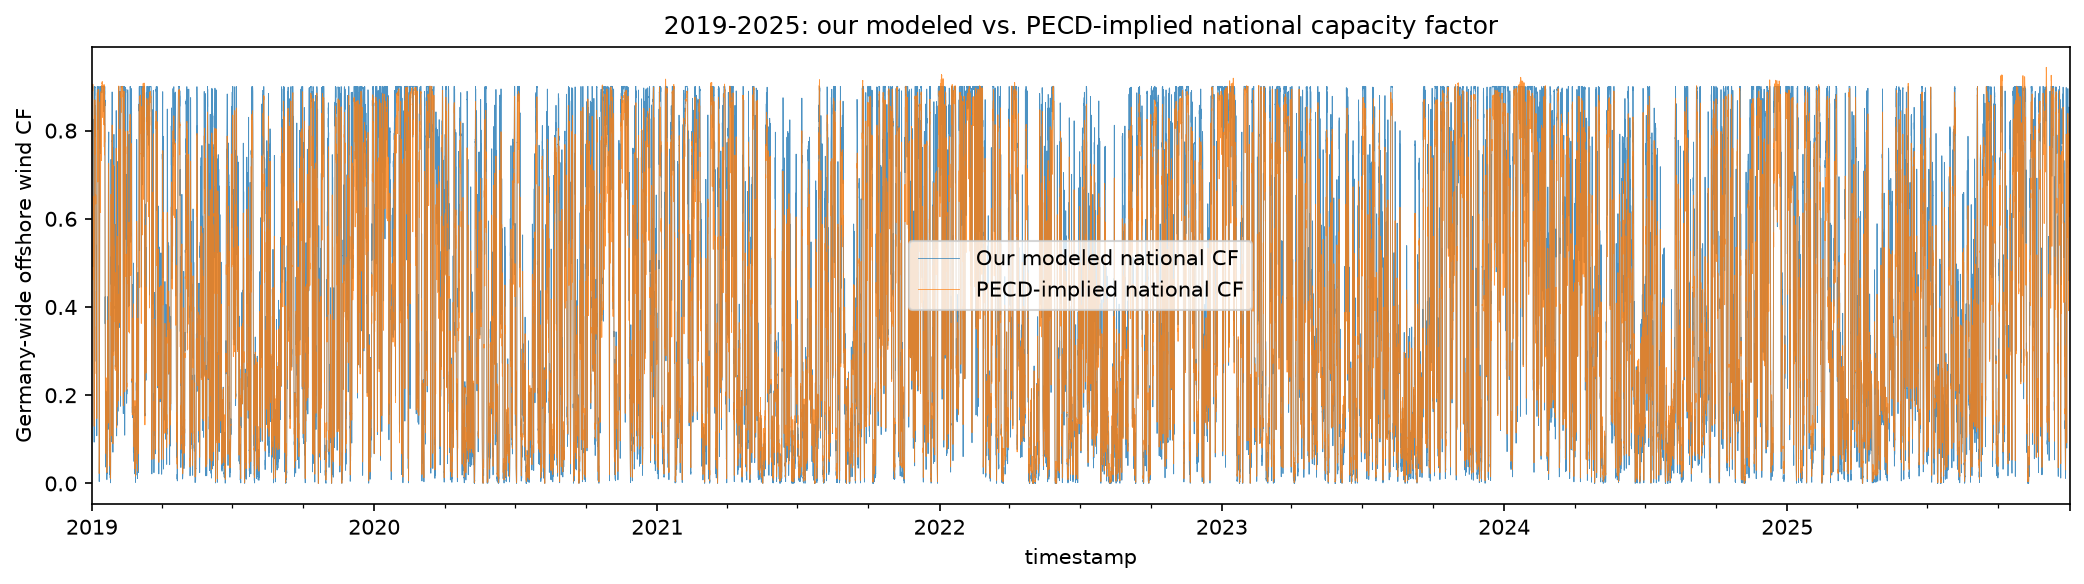 2019-2025: our modeled vs. PECD-implied national capacity factor
Germany-wide offshore wind CF
0.8
0.6
0.4
0.2
0.0
Our modeled national CF
PECD-implied national CF
2019 2020 2021 2022 2023 2024 2025
timestamp